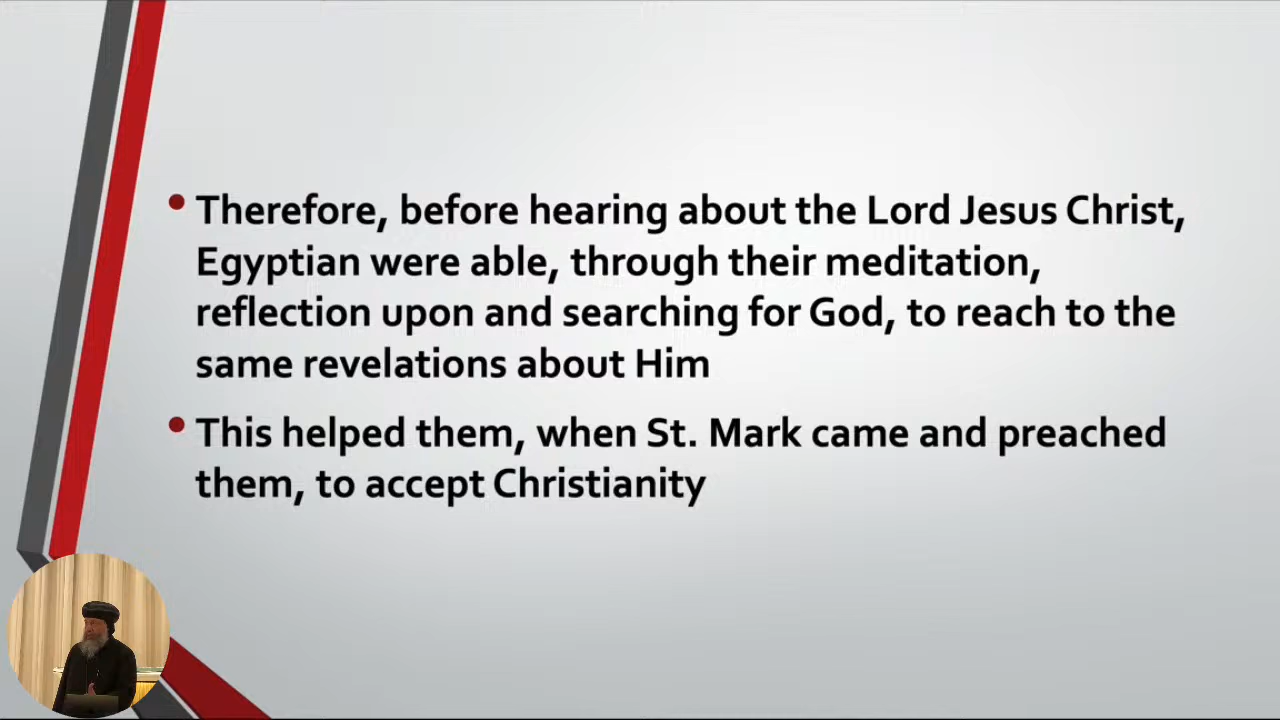 • Therefore, before hearing about the Lord Jesus Christ,
Egyptian were able, through their meditation,
reflection upon and searching for God, to reach to the
same revelations about Him
• This helped them, when St. Mark came and preached
them, to accept Christianity